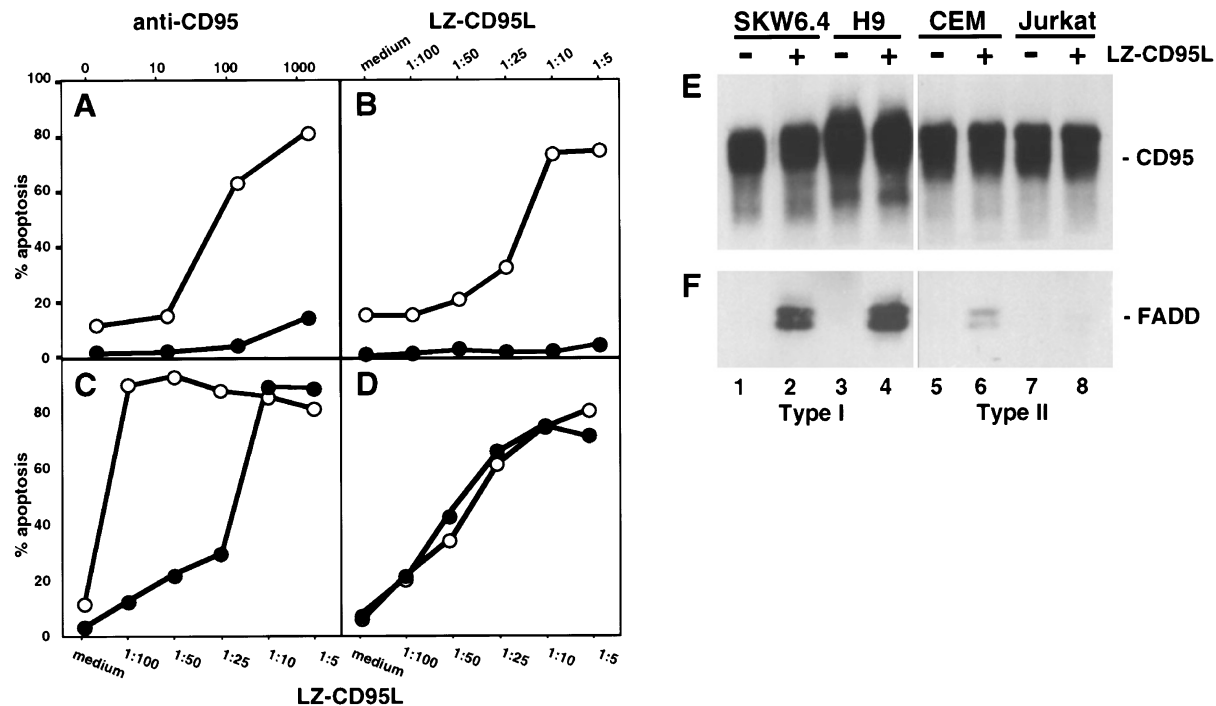 anti-CD95
LZ-CD95L
0 10 100 1000
medium 1:100 1:50 1:25 1:10 1:5
A
B
C
D
100
80
60
40
20
0
% apoptosis
80
60
40
20
0
% apoptosis
medium 1:100 1:50 1:25 1:10 1:5
medium 1:100 1:50 1:25 1:10 1:5
LZ-CD95L
SKW6.4 H9 CEM Jurkat
- + - + - + - + LZ-CD95L
E
- CD95
F
- FADD
1 2 3 4 5 6 7 8
Type I Type II